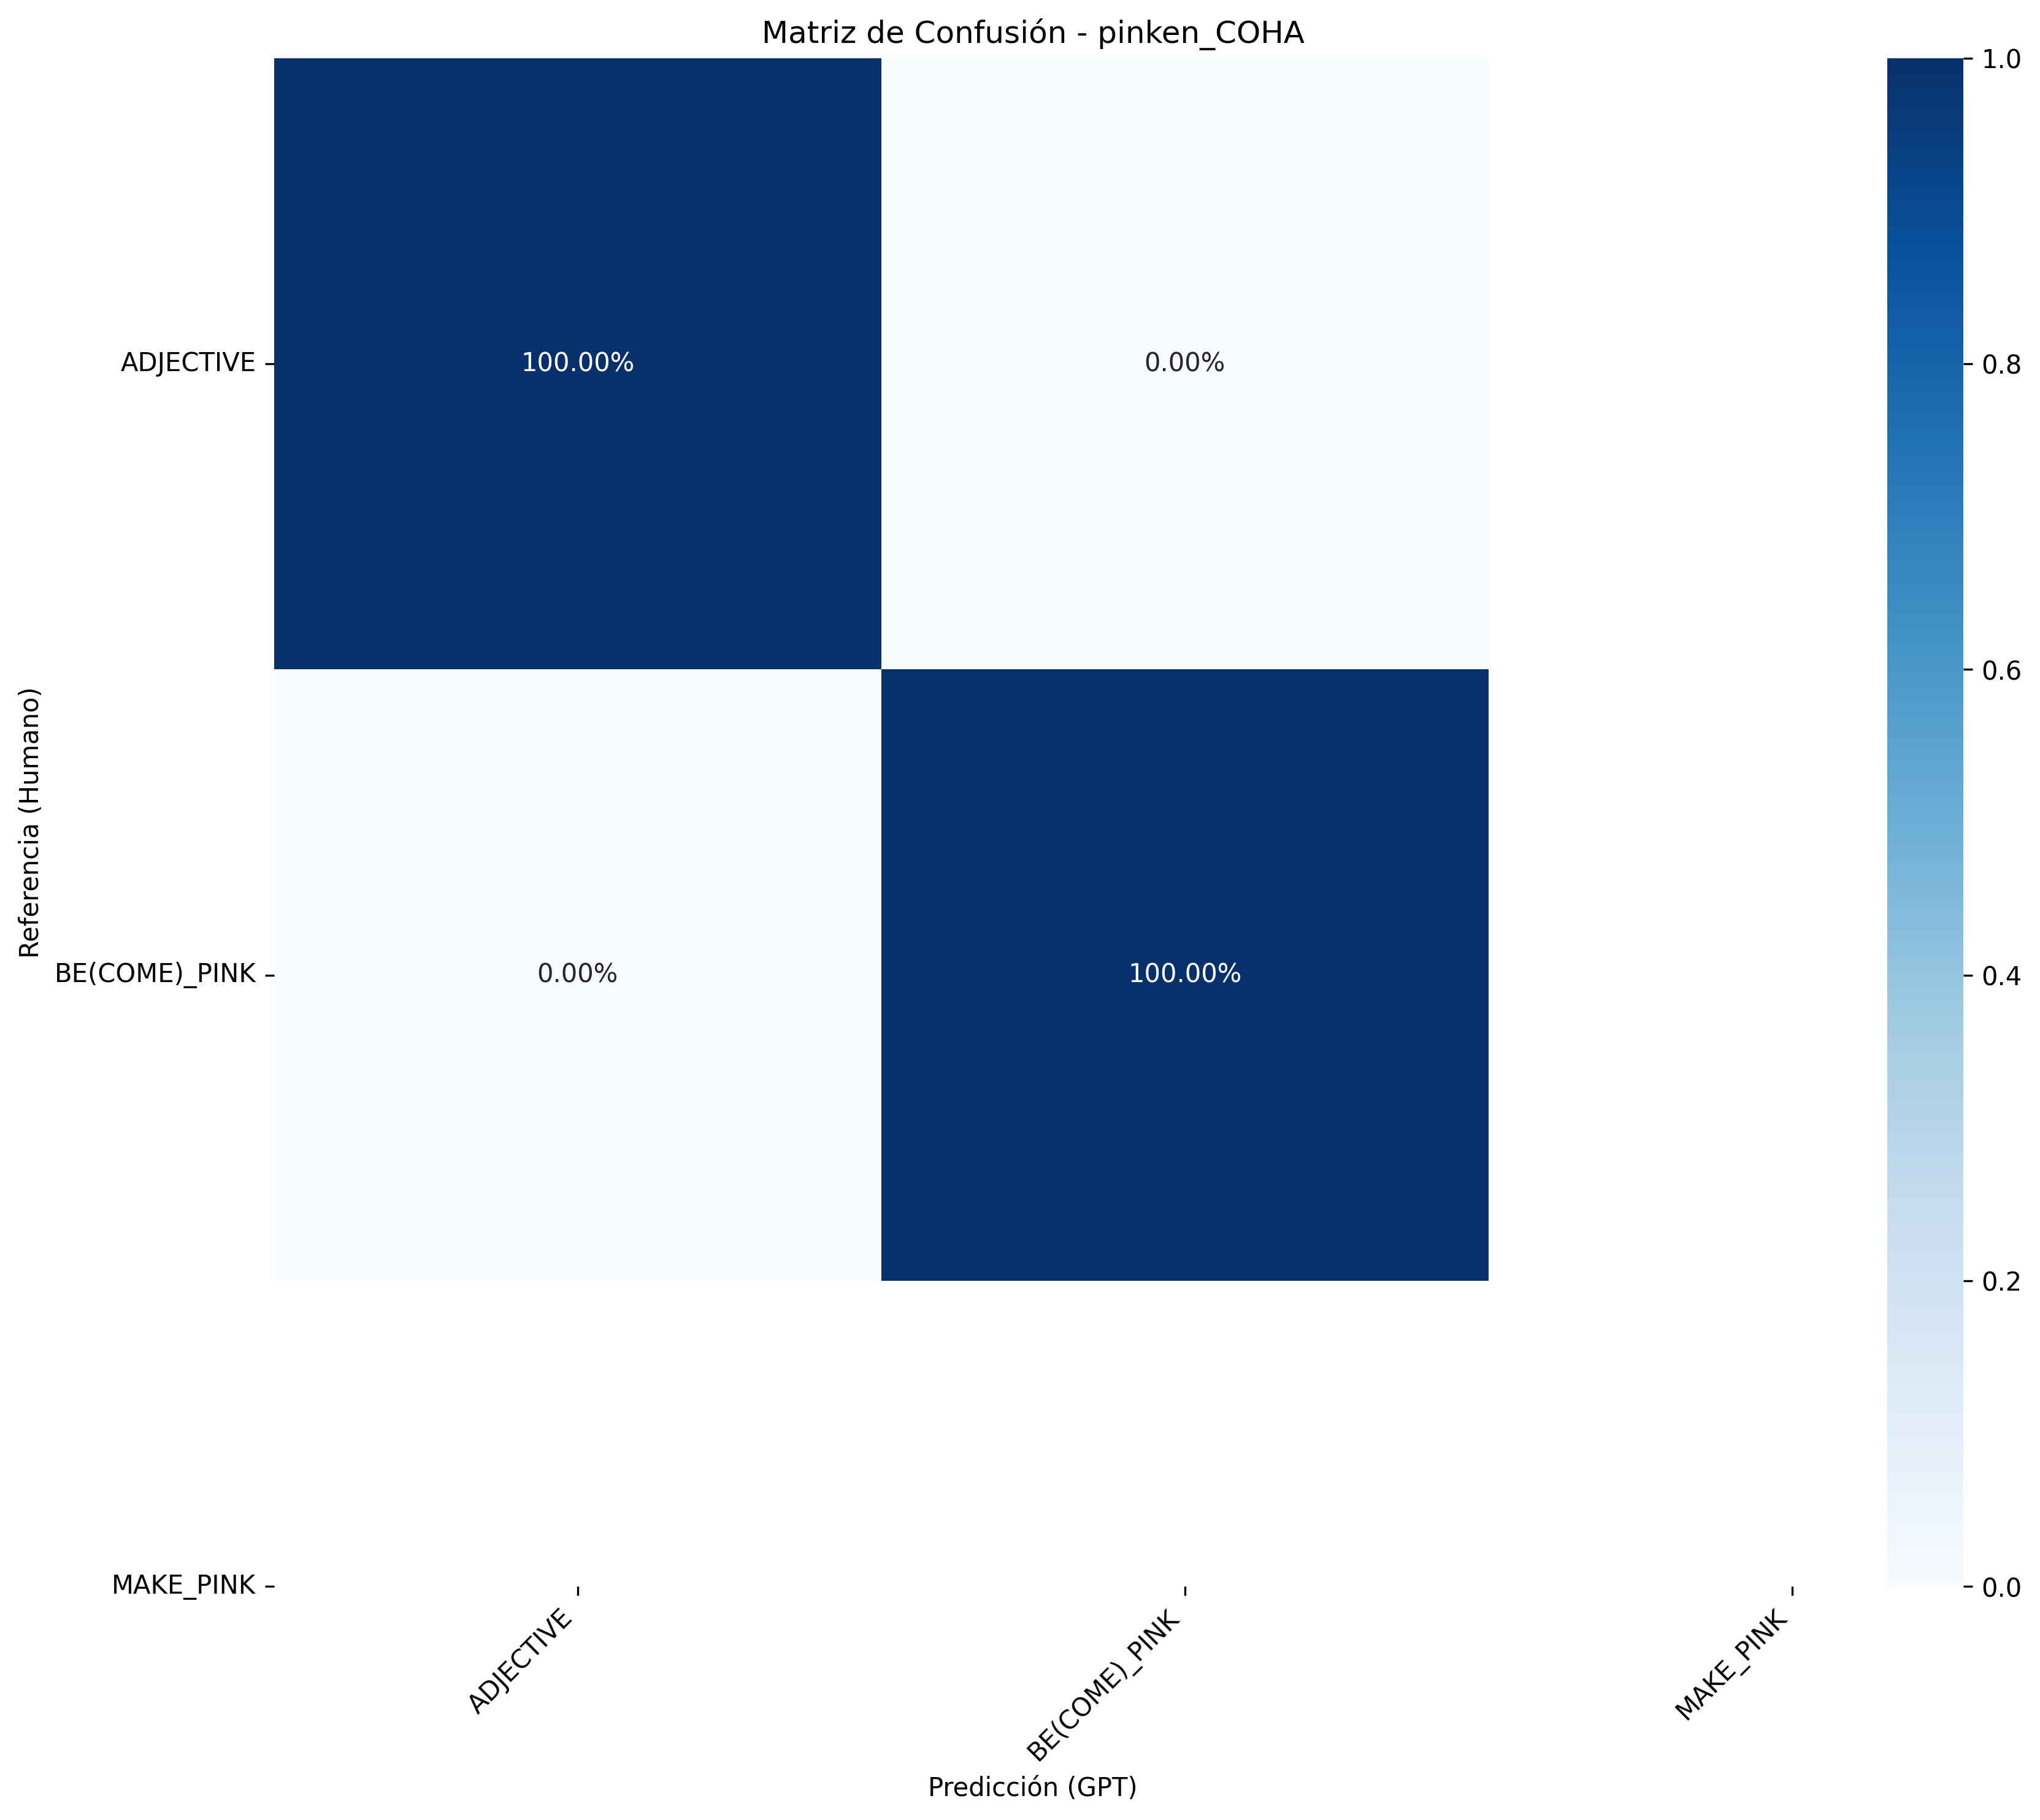 Matriz de Confusión - pinken_COHA
1.0
ADJECTIVE
100.00%
0.00%
0.8
0.6
Referencia (Humano)
BE(COME)_PINK
0.00%
100.00%
0.4
0.2
MAKE_PINK
0.0
ADJECTIVE
BE(COME)_PINK
MAKE_PINK
Predicción (GPT)